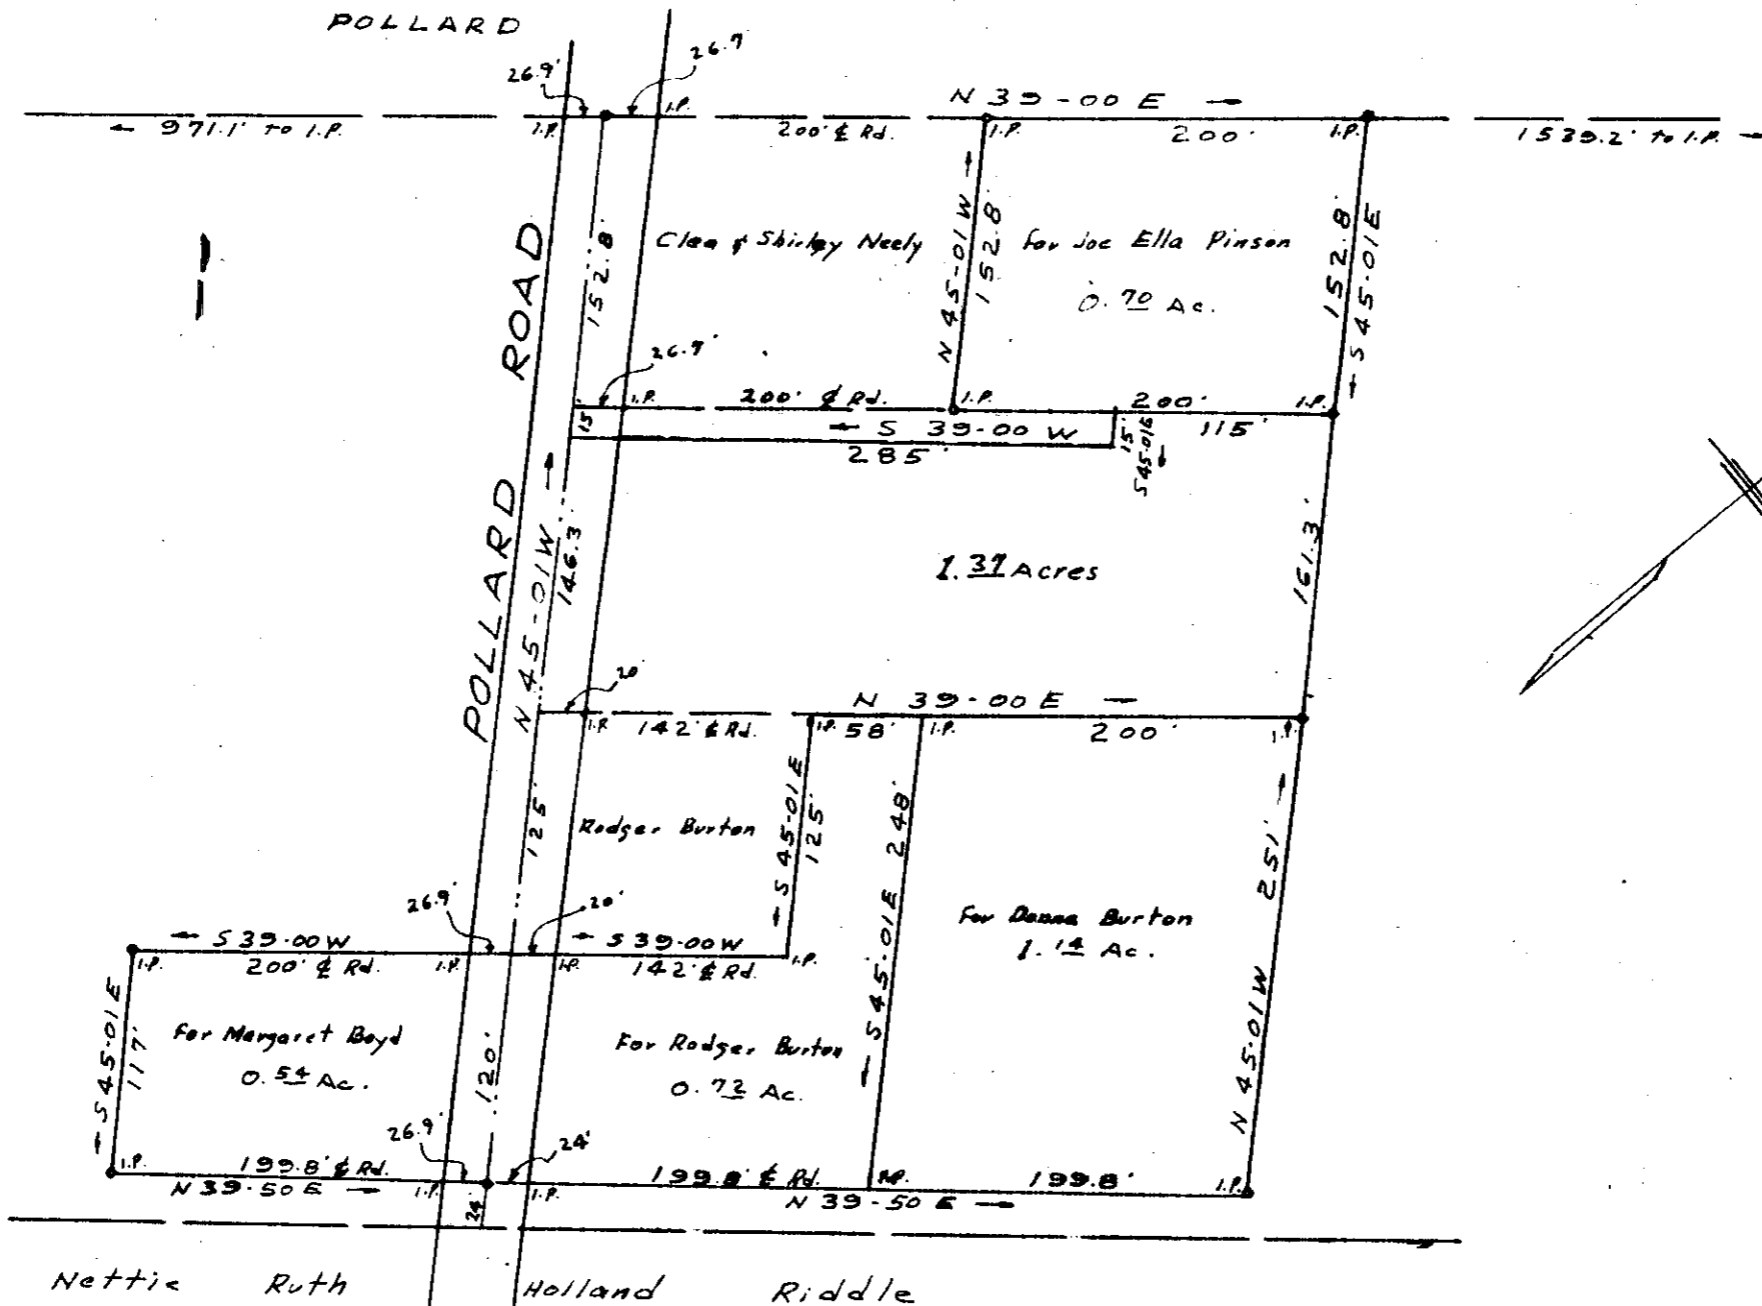 POLLARD
26.9'
26.7
N 39-00 E →
← 971.1' to I.P.
I.P.
I.P.
200' ₵ Rd.
I.P.
200'
I.P.
1539.2' to I.P. →
POLLARD ROAD
152.8'
Clea & Shirley Neely
N 45-01 W →
152.8'
for Joe Ella Pinson
0.70 Ac.
152.8'
← S 45-01 E
26.7'
I.P.
200' ₵ Rd.
I.P.
200'
I.P.
15'
← S 39-00 W
285'
15'
S 45-01 E
115'
N 45-01 W →
146.3'
1.37 Acres
161.3'
20'
I.P.
142' ₵ Rd.
N 39-00 E →
I.P.
58'
I.P.
200'
I.P.
125'
Rodger Burton
← S 45-01 E
125'
← S 45-01 E 248'
For Donna Burton
1.14 Ac.
N 45-01 W 251' →
26.9'
20'
← S 39-00 W
← S 39-00 W
I.P.
200' ₵ Rd.
I.P.
I.P.
142' ₵ Rd.
I.P.
← S 45-01 E
117'
For Margaret Boyd
0.54 Ac.
120'
For Rodger Burton
0.72 Ac.
26.9'
24'
I.P.
199.8' ₵ Rd.
N 39-50 E →
I.P.
24'
I.P.
199.8' ₵ Rd.
I.P.
199.8'
I.P.
N 39-50 E →
Nettie Ruth Holland Riddle